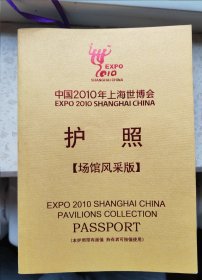 EXPO
2010
SHANGHAI CHINA
中国2010年上海世博会
EXPO 2010 SHANGHAI CHINA
护 照
【场馆风采版】
EXPO 2010 SHANGHAI CHINA
PAVILIONS COLLECTION
PASSPORT